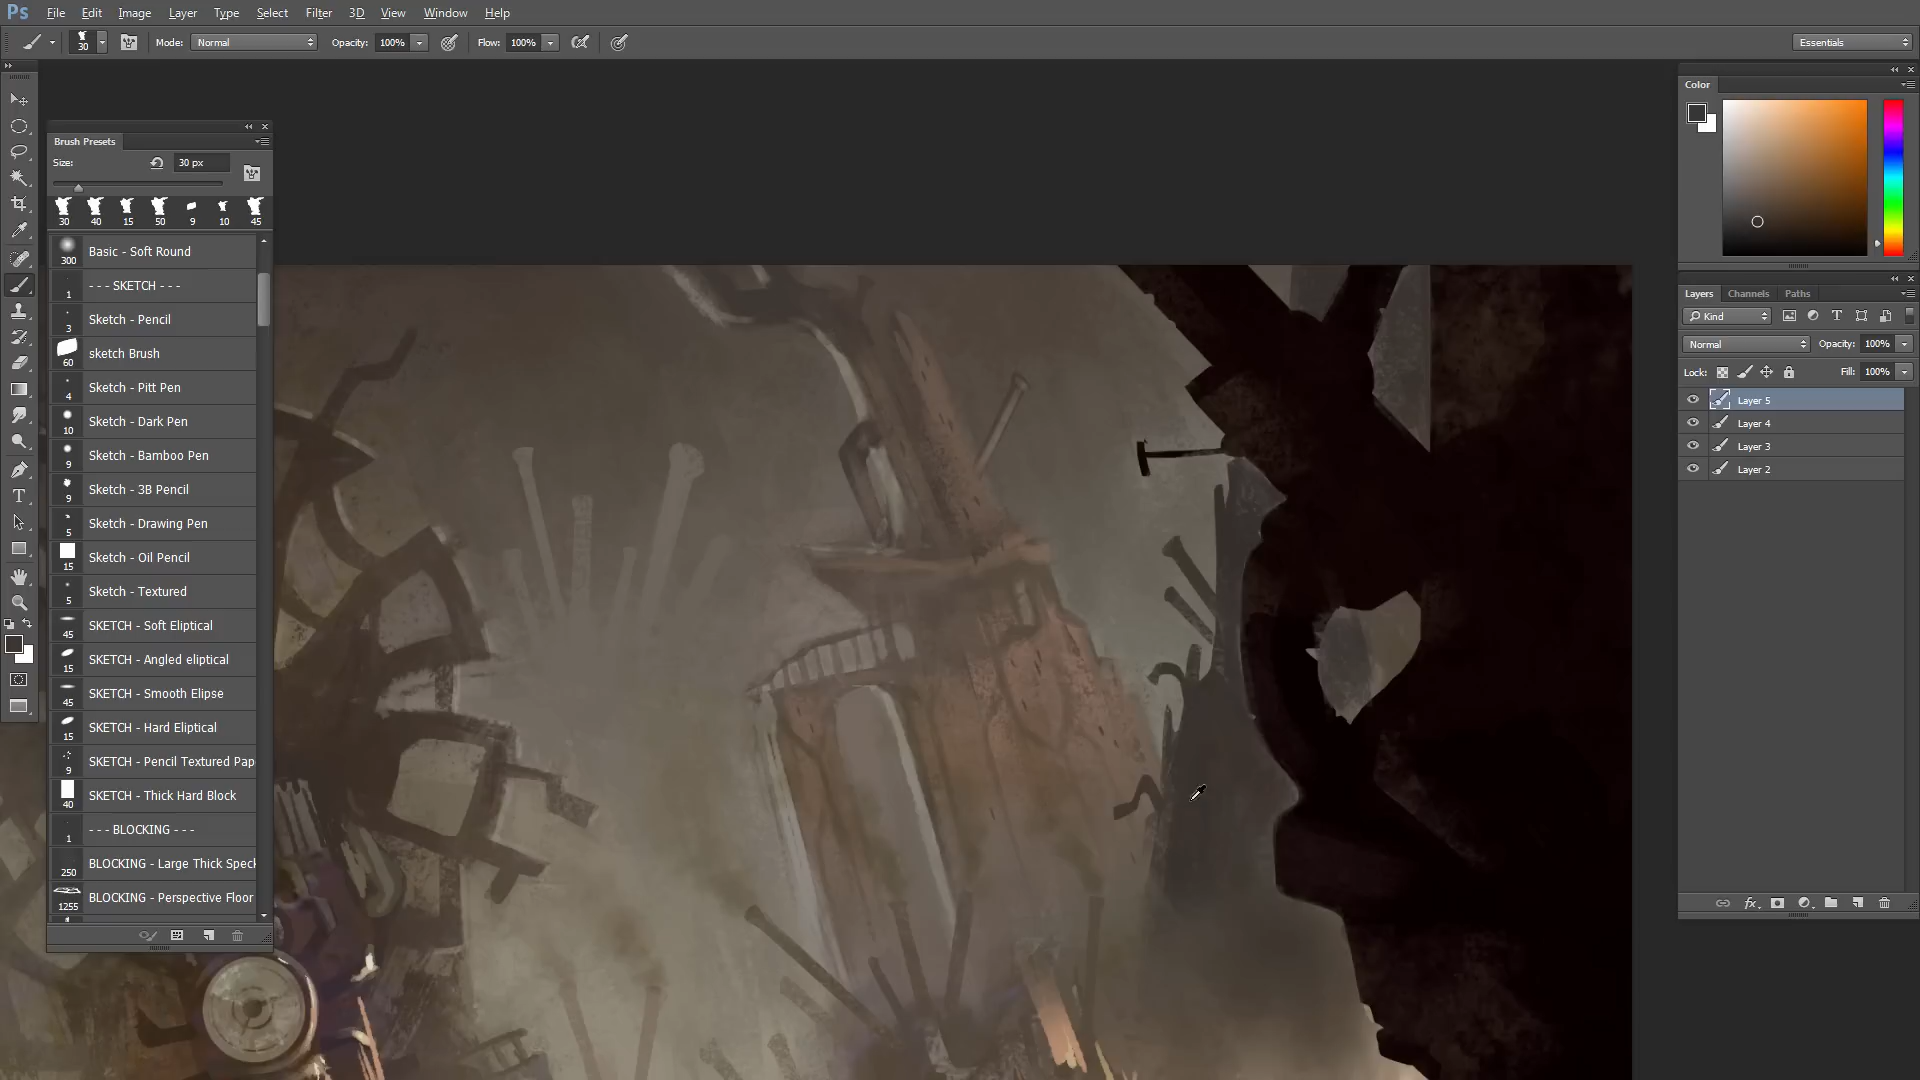 Ps File Edit Image Layer Type Select Filter 3D View Window Help
30 Mode: Normal Opacity: 100% Flow: 100% Essentials
Color
Brush Presets
Size: 30 px
30 40 15 50 9 10 45
300 Basic - Soft Round
1 - - - SKETCH - - -
3 Sketch - Pencil
60 sketch Brush
4 Sketch - Pitt Pen
10 Sketch - Dark Pen
9 Sketch - Bamboo Pen
9 Sketch - 3B Pencil
5 Sketch - Drawing Pen
15 Sketch - Oil Pencil
5 Sketch - Textured
45 SKETCH - Soft Eliptical
15 SKETCH - Angled eliptical
45 SKETCH - Smooth Elipse
15 SKETCH - Hard Eliptical
9 SKETCH - Pencil Textured Pap
40 SKETCH - Thick Hard Block
1 - - - BLOCKING - - -
250 BLOCKING - Large Thick Speck
1255 BLOCKING - Perspective Floor
Layers Channels Paths
Kind
Normal Opacity: 100%
Lock: Fill: 100%
Layer 5
Layer 4
Layer 3
Layer 2